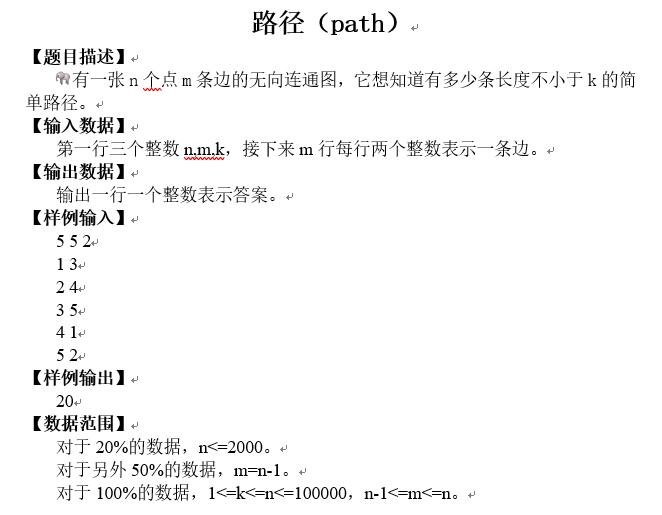 路径（path）
【题目描述】
🐘有一张 n 个点 m 条边的无向连通图，它想知道有多少条长度不小于 k 的简
单路径。
【输入数据】
第一行三个整数 n,m,k，接下来 m 行每行两个整数表示一条边。
【输出数据】
输出一行一个整数表示答案。
【样例输入】
5 5 2
1 3
2 4
3 5
4 1
5 2
【样例输出】
20
【数据范围】
对于 20%的数据，n<=2000。
对于另外 50%的数据，m=n-1。
对于 100%的数据，1<=k<=n<=100000，n-1<=m<=n。